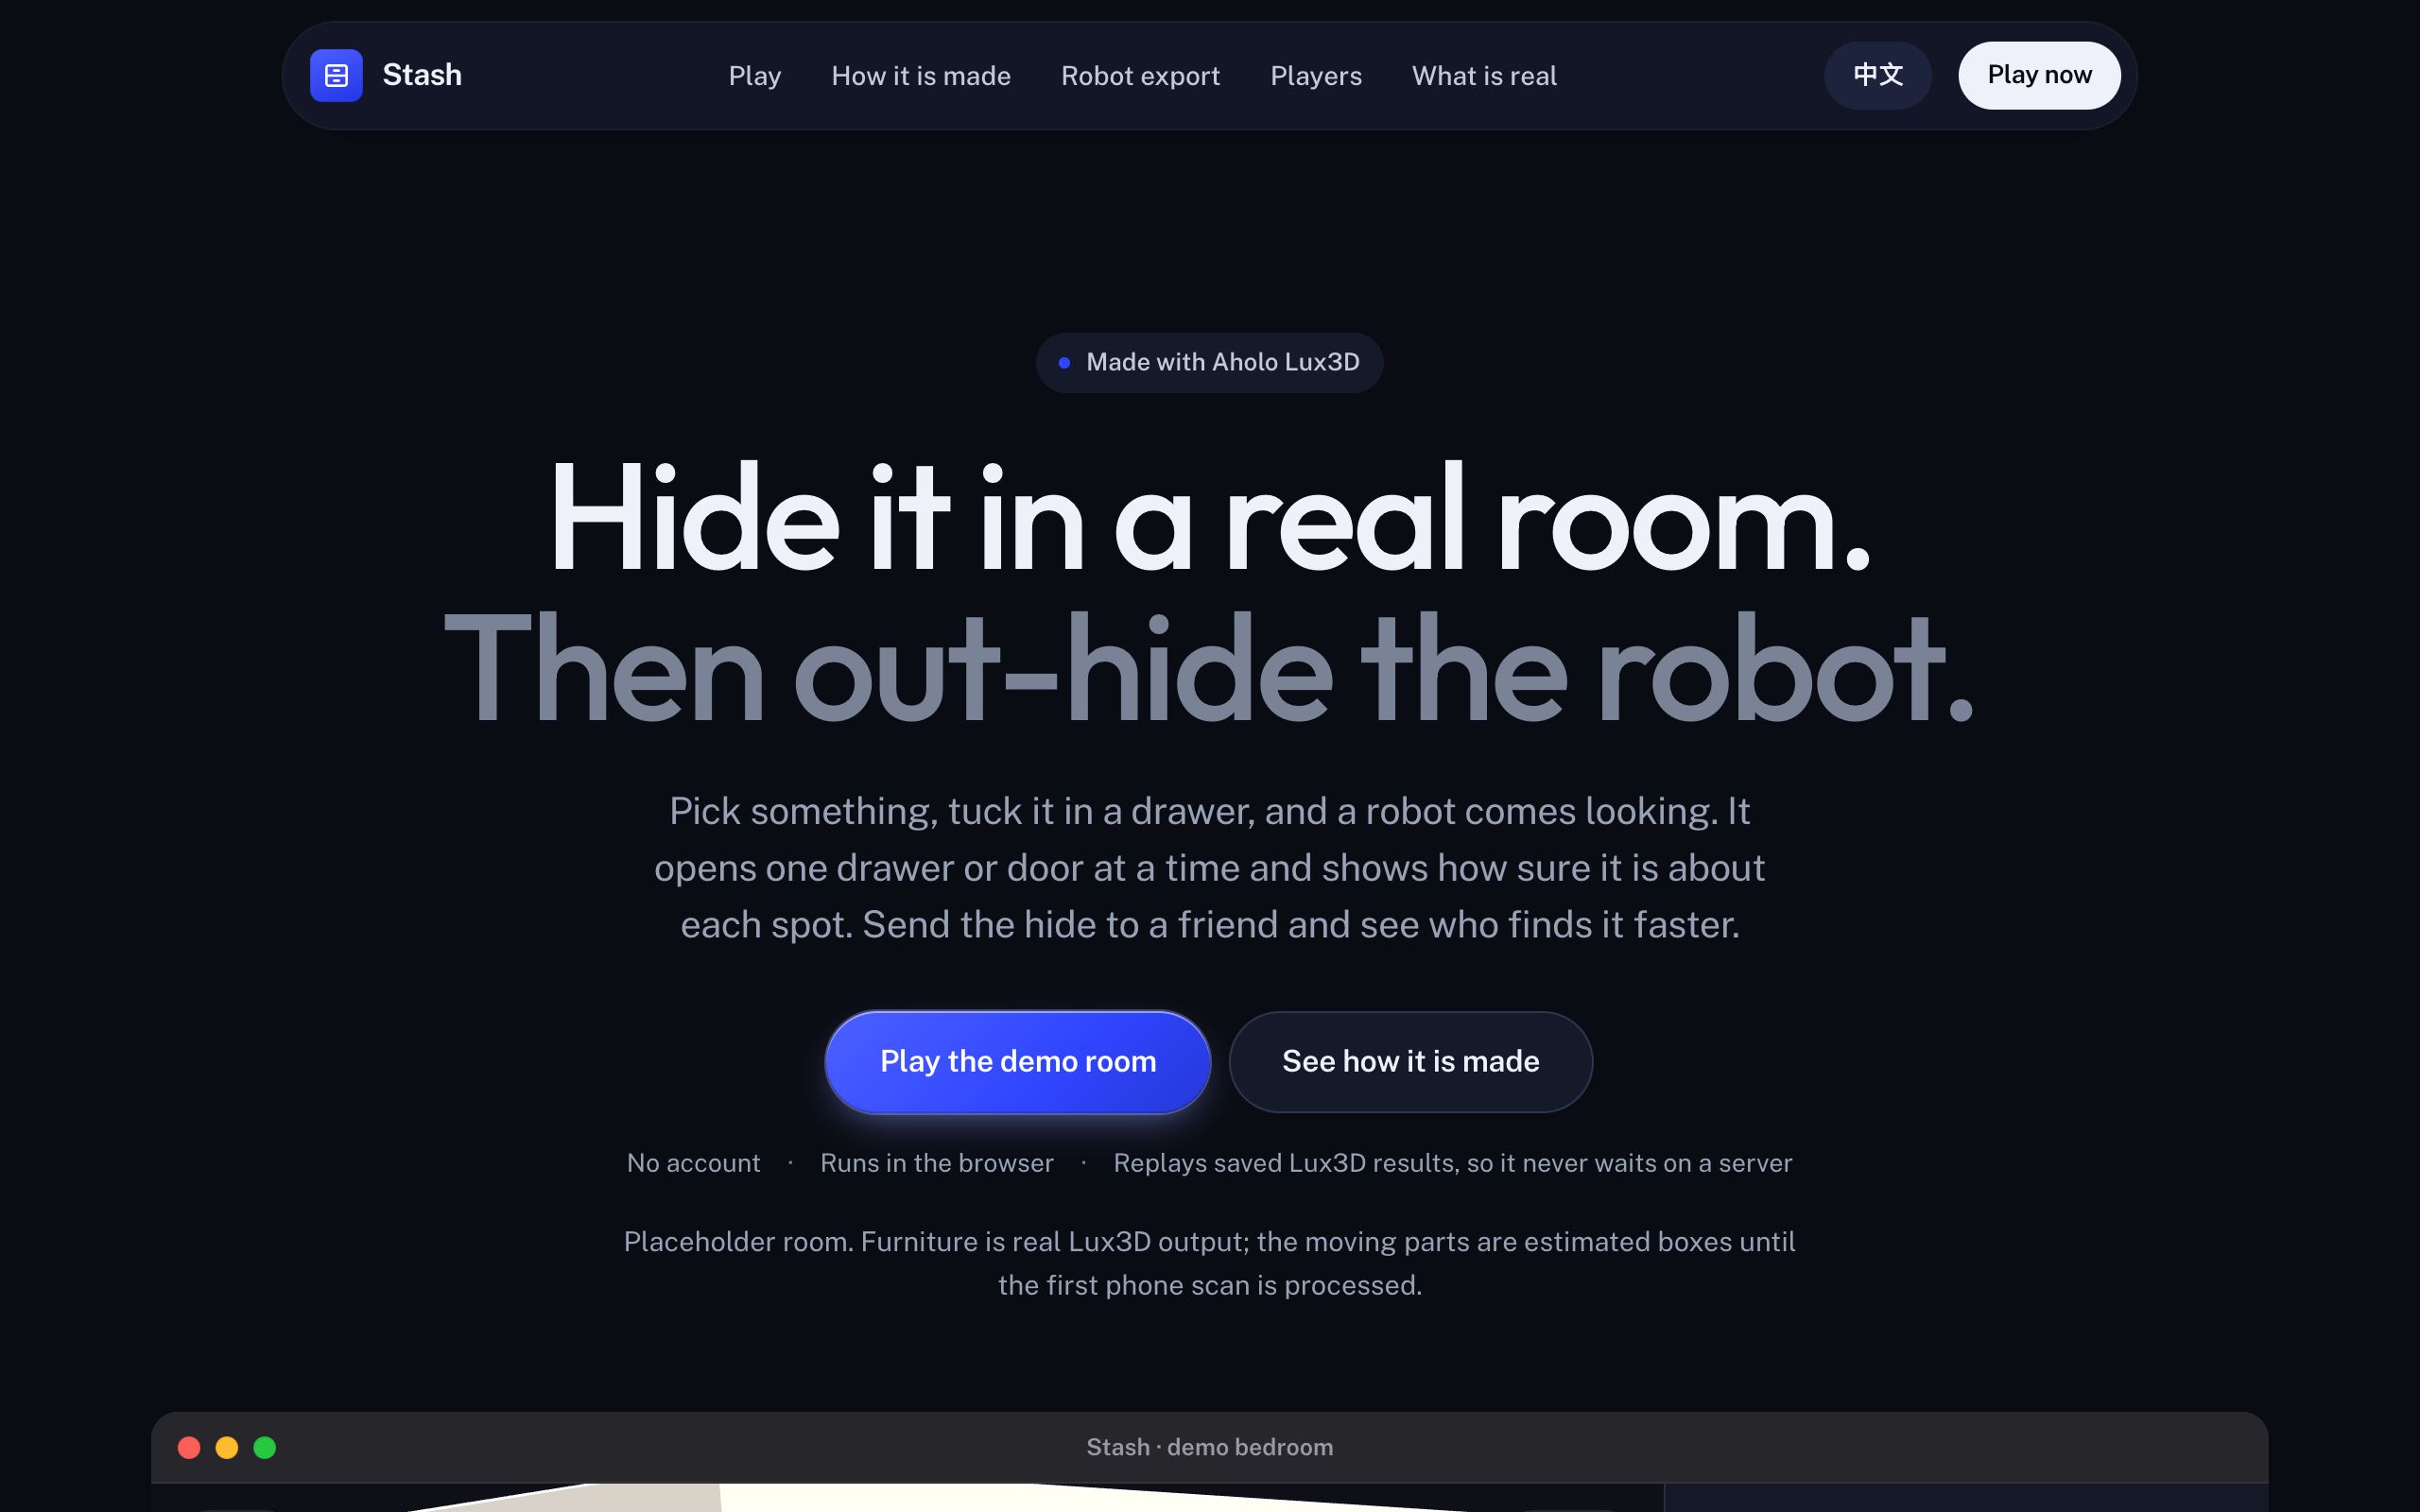 Stash
Play
How it is made
Robot export
Players
What is real
中文
Play now
Made with Aholo Lux3D
Hide it in a real room.
Then out-hide the robot.
Pick something, tuck it in a drawer, and a robot comes looking. It
opens one drawer or door at a time and shows how sure it is about
each spot. Send the hide to a friend and see who finds it faster.
Play the demo room
See how it is made
No account · Runs in the browser · Replays saved Lux3D results, so it never waits on a server
Placeholder room. Furniture is real Lux3D output; the moving parts are estimated boxes until
the first phone scan is processed.
Stash · demo bedroom